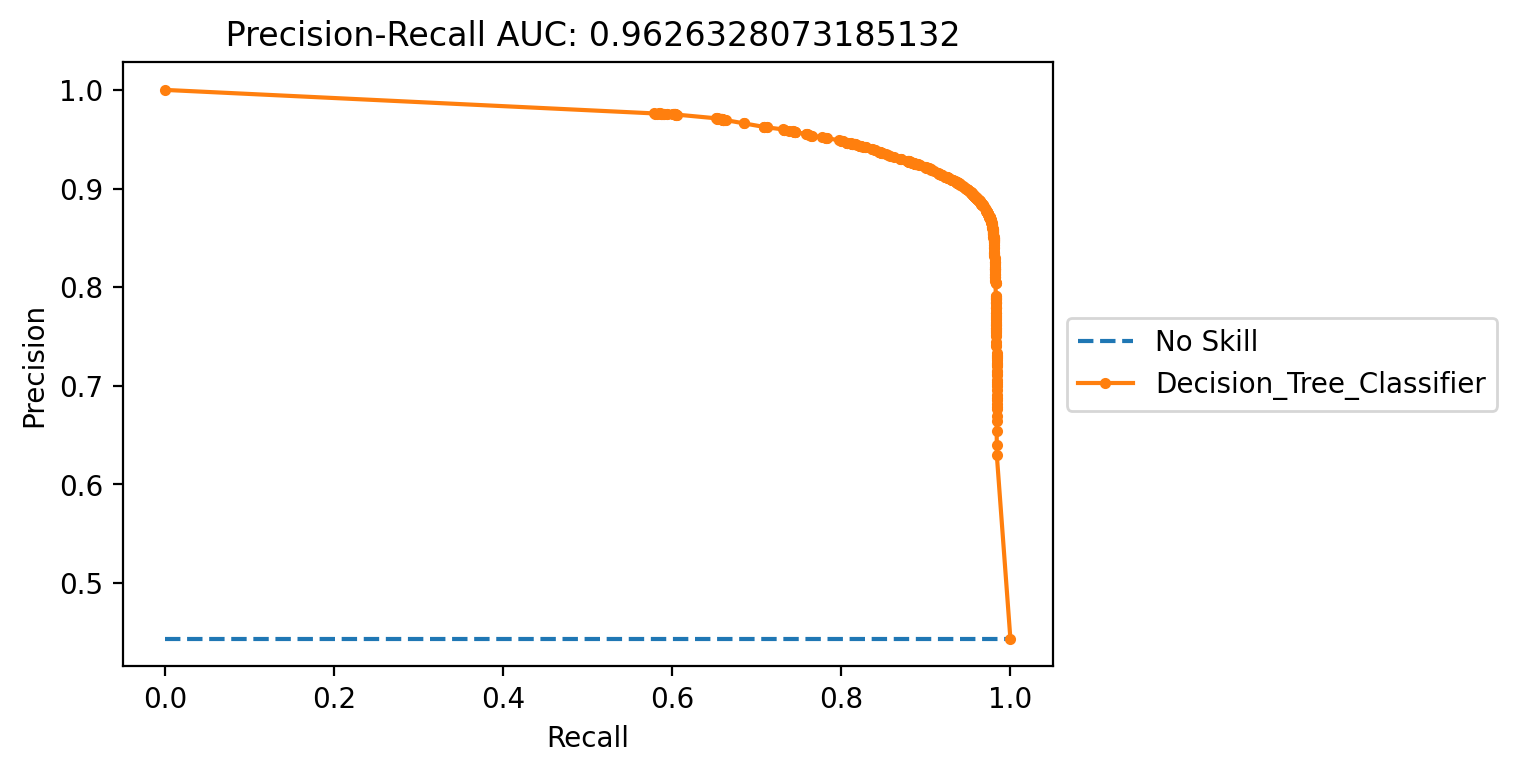 Precision-Recall AUC: 0.9626328073185132
1.0
0.9
0.8
0.7
0.6
0.5
Precision
0.0 0.2 0.4 0.6 0.8 1.0
Recall
No Skill
Decision_Tree_Classifier